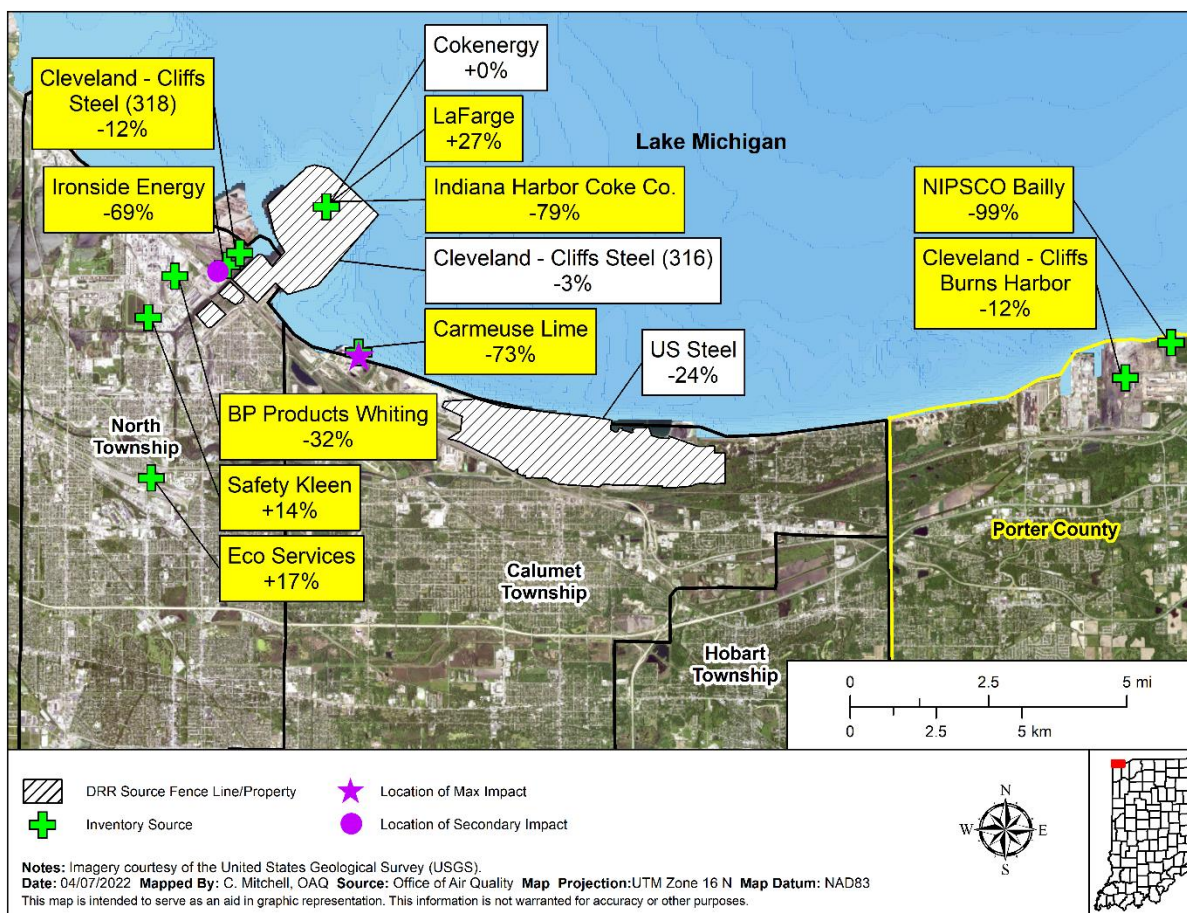 Cokenergy
+0%
Cleveland - Cliffs
Steel (318)
-12%
LaFarge
+27%
Lake Michigan
Ironside Energy
-69%
Indiana Harbor Coke Co.
-79%
NIPSCO Bailly
-99%
Cleveland - Cliffs Steel (316)
-3%
Cleveland - Cliffs
Burns Harbor
-12%
Carmeuse Lime
-73%
US Steel
-24%
BP Products Whiting
-32%
North
Township
Safety Kleen
+14%
Eco Services
+17%
Porter County
Calumet
Township
Hobart
Township
0 2.5 5 mi
0 2.5 5 km
DRR Source Fence Line/Property
Location of Max Impact
Inventory Source
Location of Secondary Impact
N
W E
S
Notes: Imagery courtesy of the United States Geological Survey (USGS).
Date: 04/07/2022 Mapped By: C. Mitchell, OAQ Source: Office of Air Quality Map Projection:UTM Zone 16 N Map Datum: NAD83
This map is intended to serve as an aid in graphic representation. This information is not warranted for accuracy or other purposes.